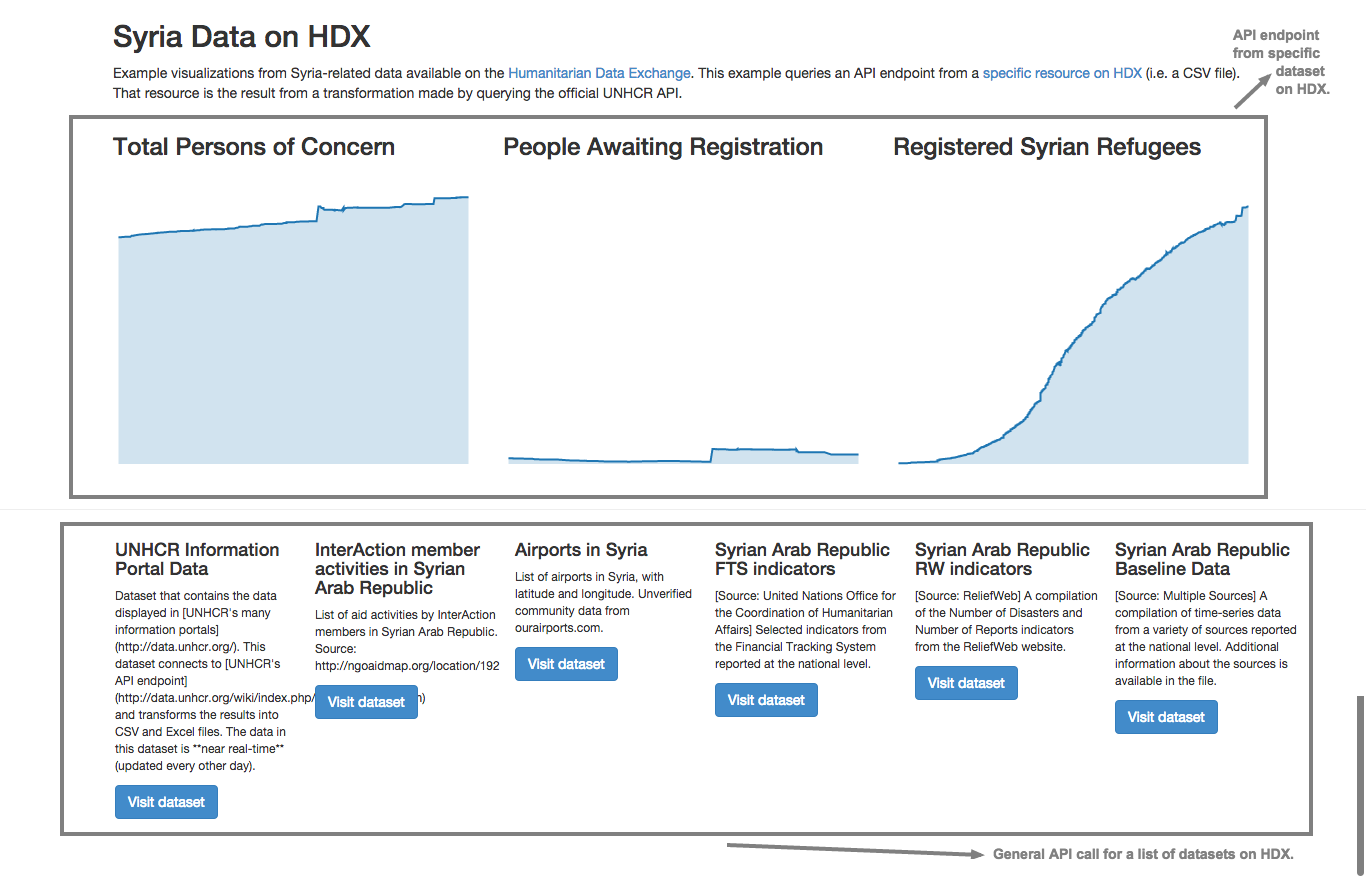 Syria Data on HDX
API endpoint
from specific
dataset
on HDX.
Example visualizations from Syria-related data available on the Humanitarian Data Exchange. This example queries an API endpoint from a specific resource on HDX (i.e. a CSV file).
That resource is the result from a transformation made by querying the official UNHCR API.
Total Persons of Concern
People Awaiting Registration
Registered Syrian Refugees
UNHCR Information
Portal Data
Dataset that contains the data
displayed in [UNHCR's many
information portals]
(http://data.unhcr.org/). This
dataset connects to [UNHCR's
API endpoint]
(http://data.unhcr.org/wiki/index.php/
and transforms the results into
CSV and Excel files. The data in
this dataset is **near real-time**
(updated every other day).
Visit dataset
InterAction member
activities in Syrian
Arab Republic
List of aid activities by InterAction
members in Syrian Arab Republic.
Source:
http://ngoaidmap.org/location/192
Visit dataset
Airports in Syria
List of airports in Syria, with
latitude and longitude. Unverified
community data from
ourairports.com.
Visit dataset
Syrian Arab Republic
FTS indicators
[Source: United Nations Office for
the Coordination of Humanitarian
Affairs] Selected indicators from
the Financial Tracking System
reported at the national level.
Visit dataset
Syrian Arab Republic
RW indicators
[Source: ReliefWeb] A compilation
of the Number of Disasters and
Number of Reports indicators
from the ReliefWeb website.
Visit dataset
Syrian Arab Republic
Baseline Data
[Source: Multiple Sources] A
compilation of time-series data
from a variety of sources reported
at the national level. Additional
information about the sources is
available in the file.
Visit dataset
General API call for a list of datasets on HDX.